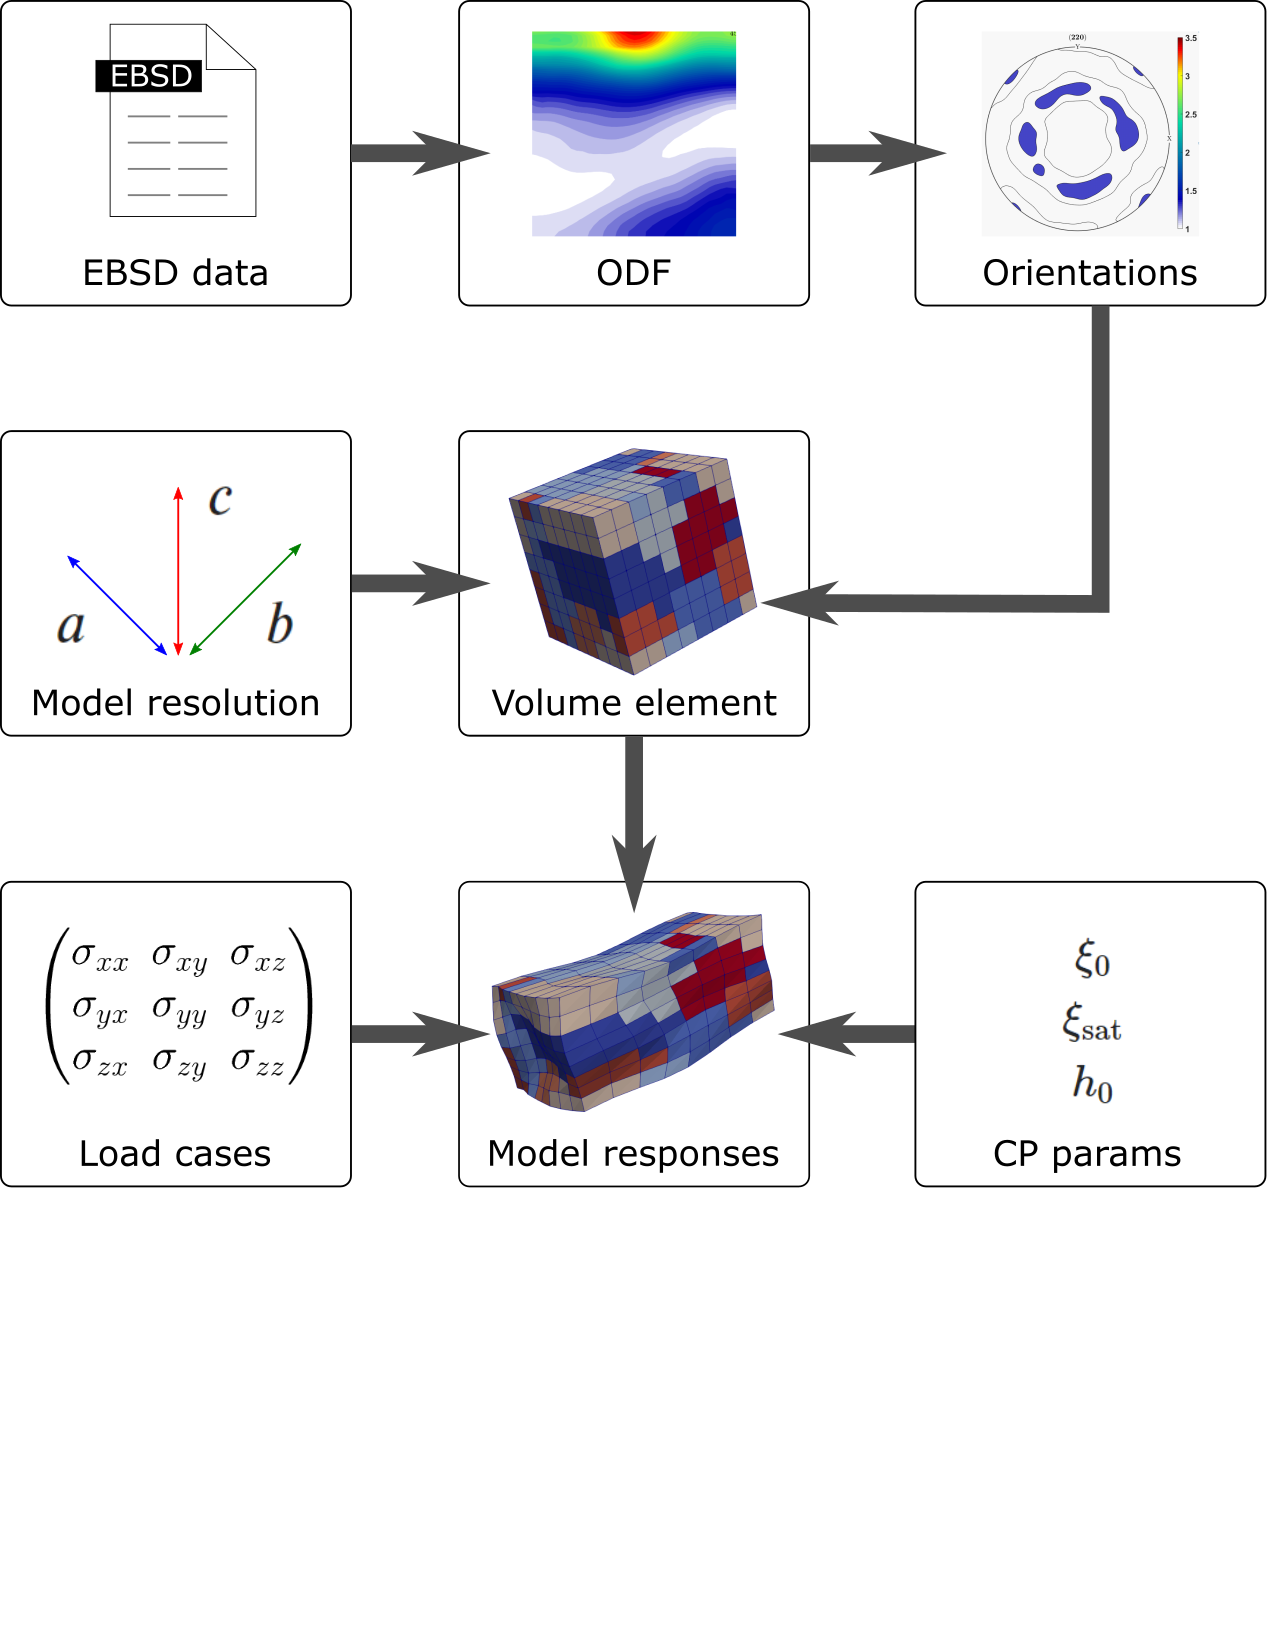 EBSD
EBSD data
ODF
(220)
Y
X
3.5
3
2.5
2
1.5
1
Orientations
c
a
b
Model resolution
Volume element
σxx σxy σxz
σyx σyy σyz
σzx σzy σzz
Load cases
Model responses
ξ0
ξsat
h0
CP params